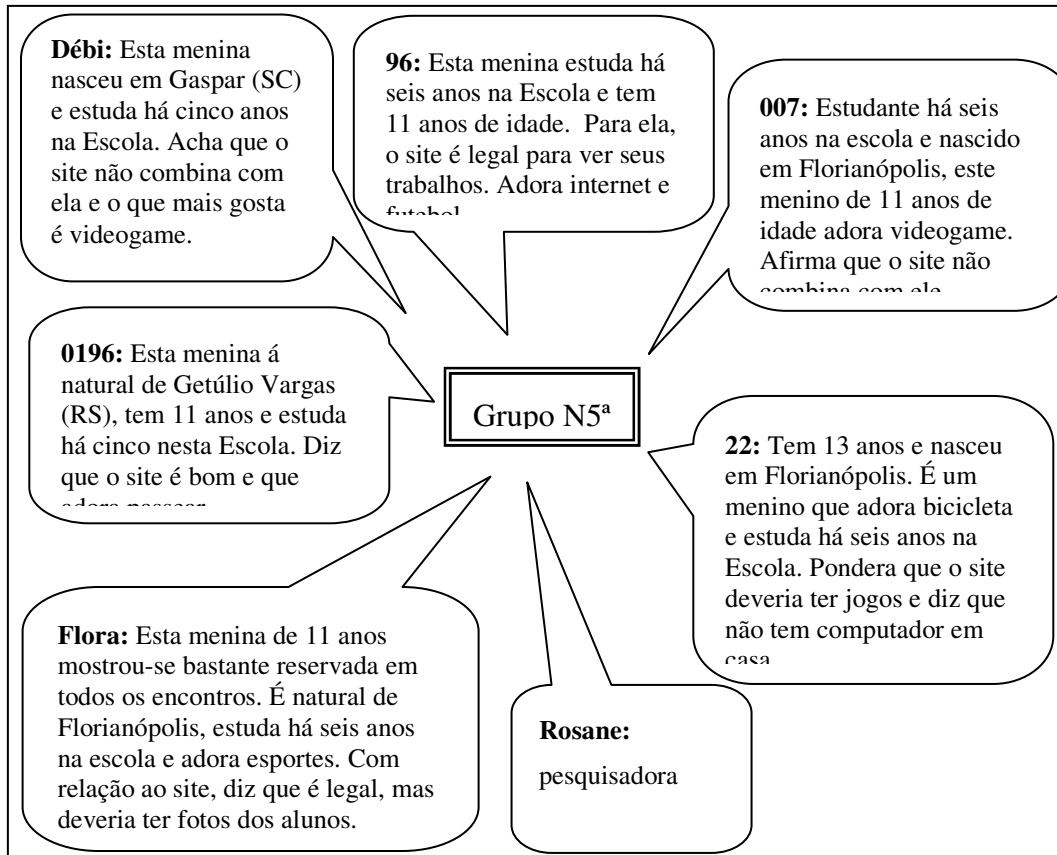 Débi: Esta menina
nasceu em Gaspar (SC)
e estuda há cinco anos
na Escola. Acha que o
site não combina com
ela e o que mais gosta
é videogame.
96: Esta menina estuda há
seis anos na Escola e tem
11 anos de idade. Para ela,
o site é legal para ver seus
trabalhos. Adora internet e
futebol
007: Estudante há seis
anos na escola e nascido
em Florianópolis, este
menino de 11 anos de
idade adora videogame.
Afirma que o site não
combina com ele
0196: Esta menina á
natural de Getúlio Vargas
(RS), tem 11 anos e estuda
há cinco nesta Escola. Diz
que o site é bom e que
adora passear
Grupo N5ª
22: Tem 13 anos e nasceu
em Florianópolis. É um
menino que adora bicicleta
e estuda há seis anos na
Escola. Pondera que o site
deveria ter jogos e diz que
não tem computador em
casa
Flora: Esta menina de 11 anos
mostrou-se bastante reservada em
todos os encontros. É natural de
Florianópolis, estuda há seis anos
na escola e adora esportes. Com
relação ao site, diz que é legal, mas
deveria ter fotos dos alunos.
Rosane:
pesquisadora